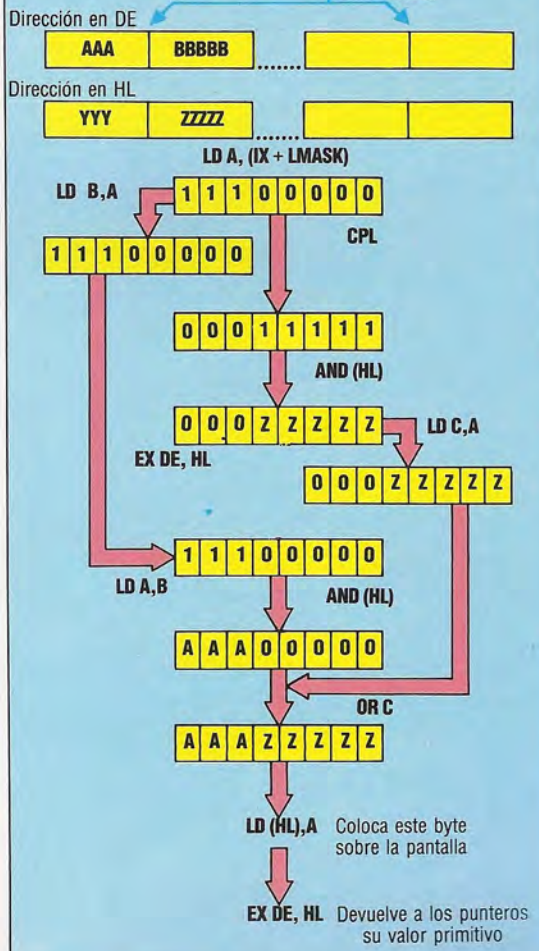 Dirección en DE
AAA BBBBB .......
Dirección en HL
YYY ZZZZZ .......
LD A, (IX + LMASK)
LD B,A
1 1 1 0 0 0 0 0
CPL
1 1 1 0 0 0 0 0
0 0 0 1 1 1 1 1
AND (HL)
0 0 0 Z Z Z Z Z
LD C,A
EX DE, HL
0 0 0 Z Z Z Z Z
1 1 1 0 0 0 0 0
LD A,B
AND (HL)
A A A 0 0 0 0 0
OR C
A A A Z Z Z Z Z
LD (HL),A Coloca este byte
sobre la pantalla
EX DE, HL Devuelve a los punteros
su valor primitivo